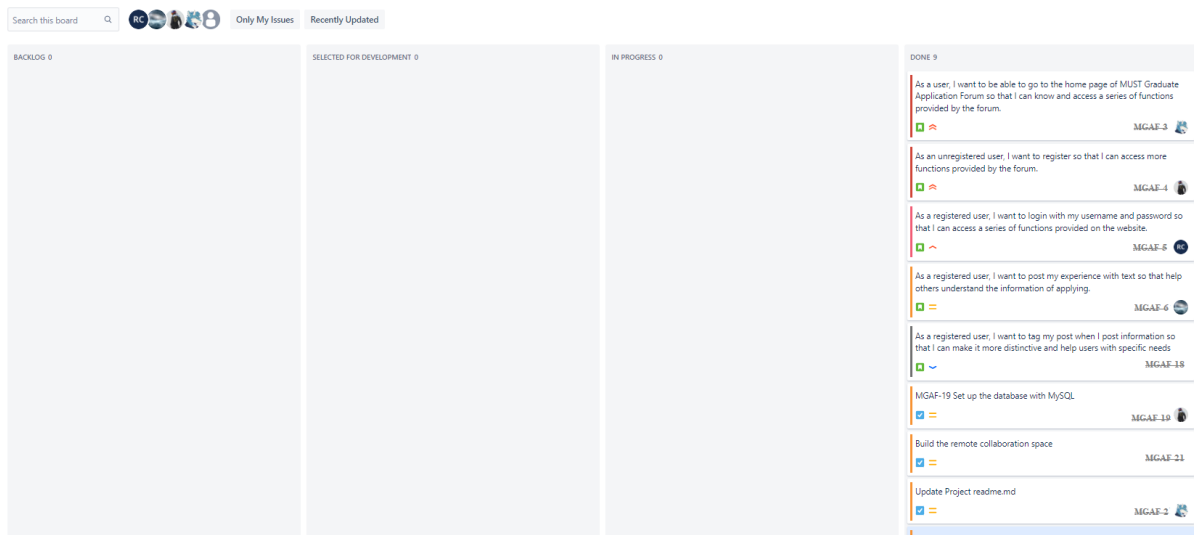 Search this board
RC
Only My Issues
Recently Updated
BACKLOG 0
SELECTED FOR DEVELOPMENT 0
IN PROGRESS 0
DONE 9
As a user, I want to be able to go to the home page of MUST Graduate
Application Forum so that I can know and access a series of functions
provided by the forum.
MGAF-3
As an unregistered user, I want to register so that I can access more
functions provided by the forum.
MGAF-4
As a registered user, I want to login with my username and password so
that I can access a series of functions provided on the website.
MGAF-5
RC
As a registered user, I want to post my experience with text so that help
others understand the information of applying.
MGAF-6
As a registered user, I want to tag my post when I post information so
that I can make it more distinctive and help users with specific needs
MGAF-18
MGAF-19 Set up the database with MySQL
MGAF-19
Build the remote collaboration space
MGAF-21
Update Project readme.md
MGAF-2